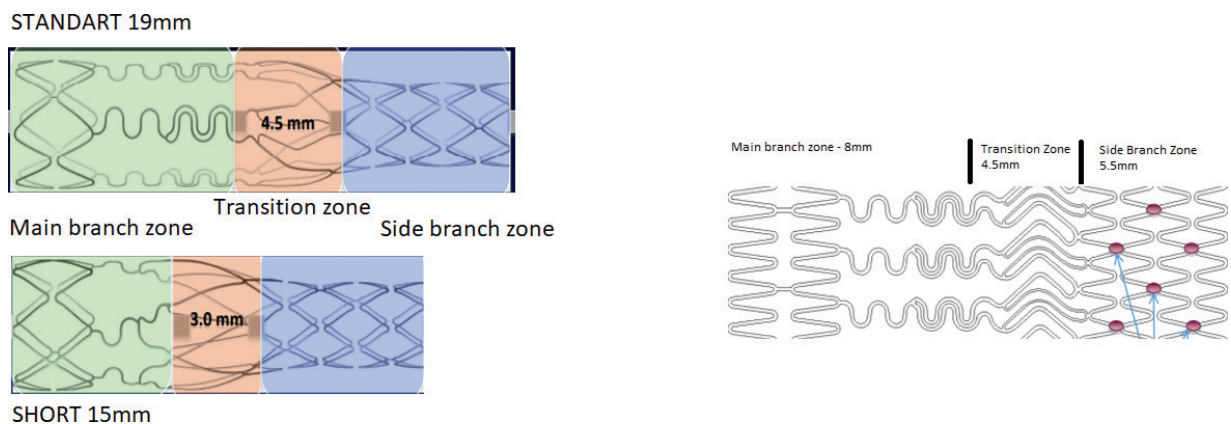 STANDART 19mm
4.5 mm
Transition zone
Main branch zone
Side branch zone
3.0 mm
SHORT 15mm
Main branch zone - 8mm
Transition Zone
4.5mm
Side Branch Zone
5.5mm